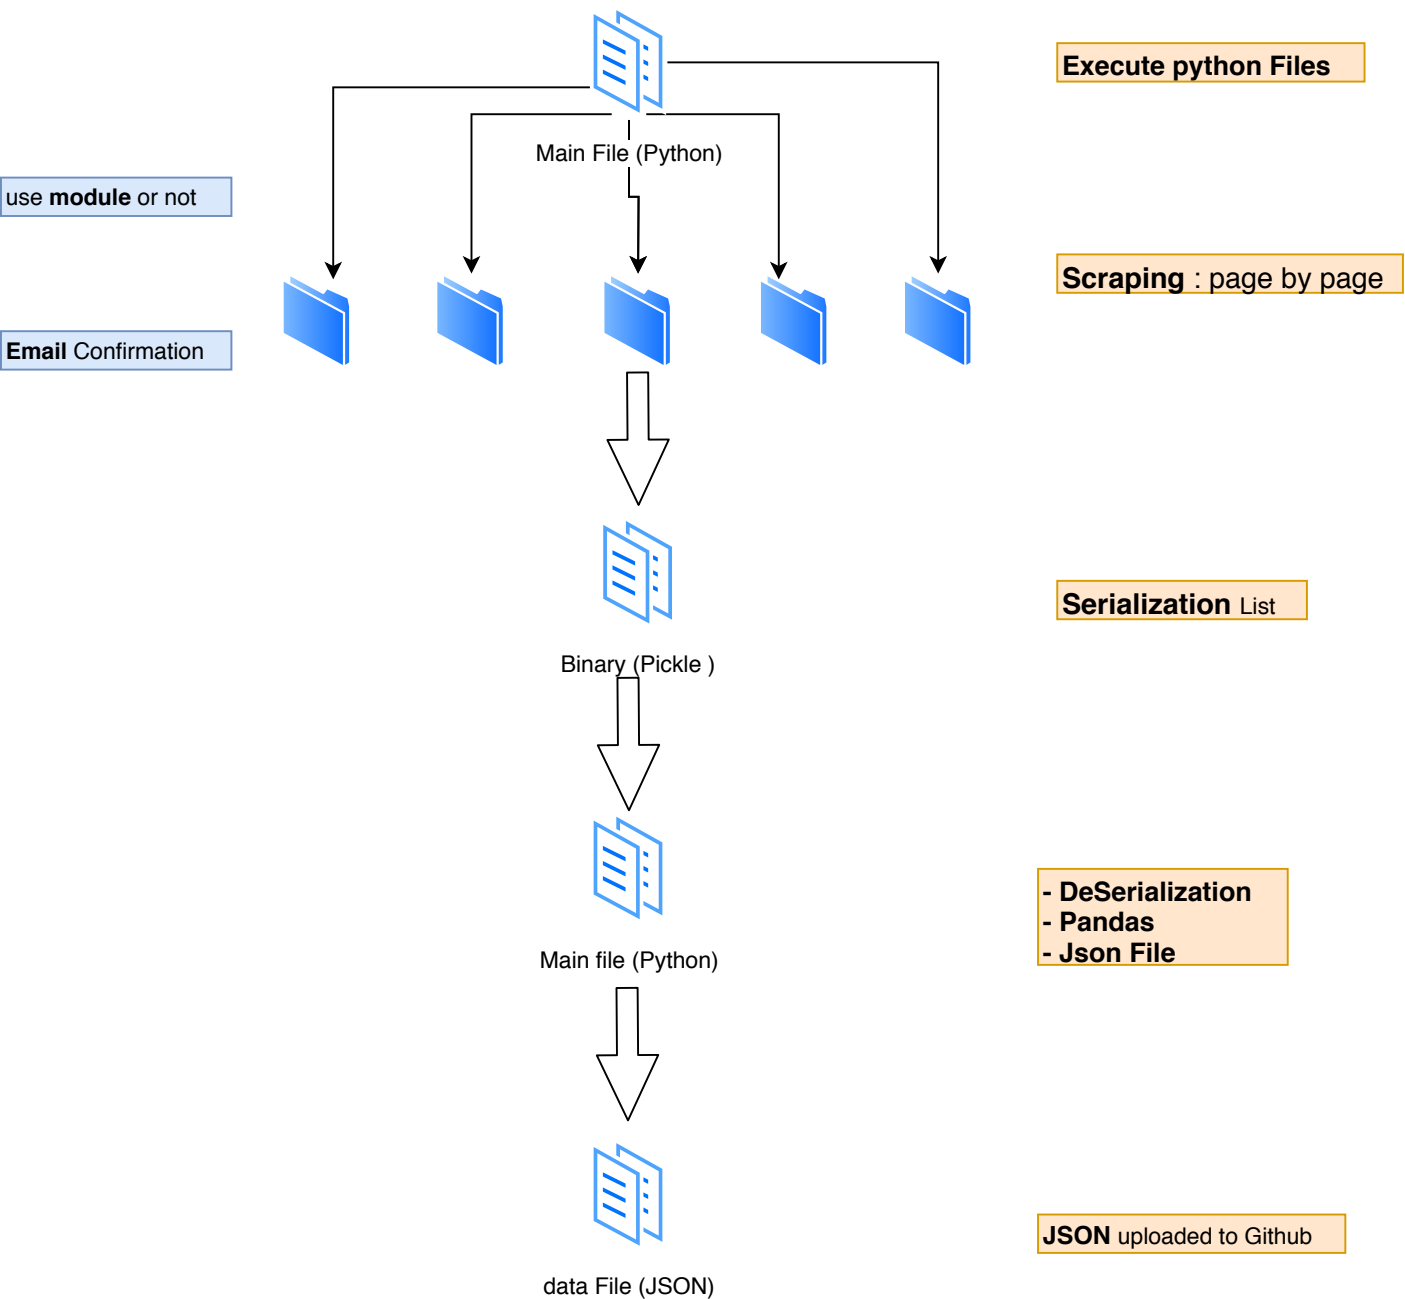 Execute python Files
Main File (Python)
use module or not
Scraping : page by page
Email Confirmation
Serialization List
Binary (Pickle )
- DeSerialization
- Pandas
- Json File
Main file (Python)
JSON uploaded to Github
data File (JSON)